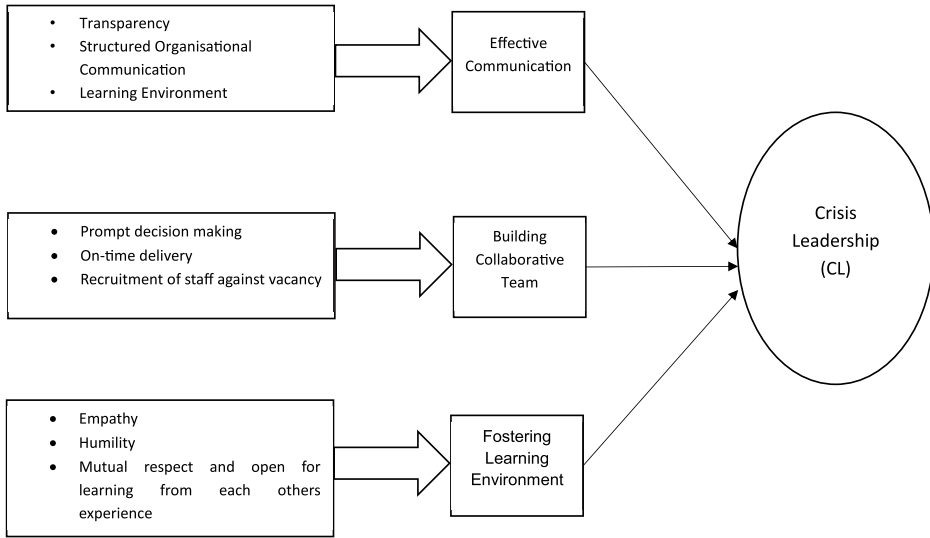 • Transparency
• Structured Organisational
Communication
• Learning Environment
Effective
Communication
• Prompt decision making
• On-time delivery
• Recruitment of staff against vacancy
Building
Collaborative
Team
• Empathy
• Humility
• Mutual respect and open for
learning from each others
experience
Fostering
Learning
Environment
Crisis
Leadership
(CL)